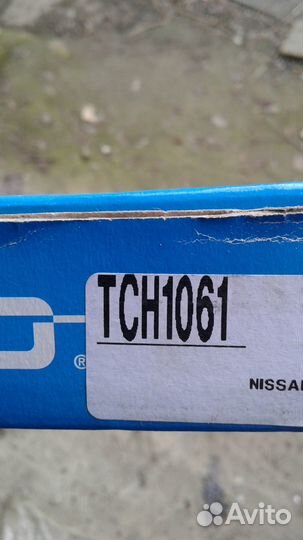 TCH1061
®
NISSAN
Avito